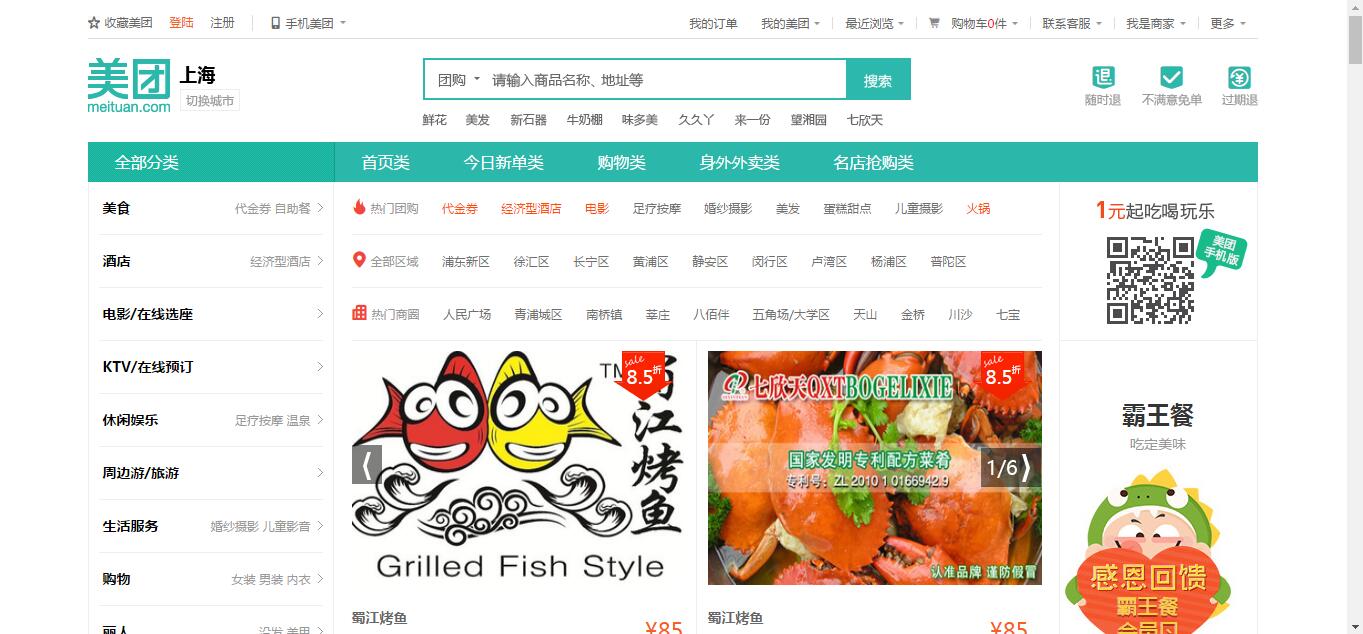 收藏美团 登陆 注册 手机美团 我的订单 我的美团 最近浏览 购物车0件 联系客服 我是商家 更多
美团
meituan.com
上海
切换城市
团购 请输入商品名称、地址等 搜索
鲜花 美发 新石器 牛奶棚 味多美 久久丫 来一份 望湘园 七欣天
退
随时退 不满意免单 过期退
全部分类 首页类 今日新单类 购物类 身外外卖类 名店抢购类
美食 代金券 自助餐
酒店 经济型酒店
电影/在线选座
KTV/在线预订
休闲娱乐 足疗按摩 温泉
周边游/旅游
生活服务 婚纱摄影 儿童影音
购物 女装 男装 内衣
丽人 美甲
热门团购 代金券 经济型酒店 电影 足疗按摩 婚纱摄影 美发 蛋糕甜点 儿童摄影 火锅
全部区域 浦东新区 徐汇区 长宁区 黄浦区 静安区 闵行区 卢湾区 杨浦区 普陀区
热门商圈 人民广场 青浦城区 南桥镇 莘庄 八佰伴 五角场/大学区 天山 金桥 川沙 七宝
TM
蜀江烤鱼
Grilled Fish Style
sale
8.5折
蜀江烤鱼
¥85
七欣天QXTBOGELIXIE
国家发明专利配方菜肴
专利号：ZL 2010 1 0166942.9
认准品牌 谨防假冒
sale
8.5折
1/6
蜀江烤鱼
¥85
1元起吃喝玩乐
美团
手机版
霸王餐
吃定美味
感恩回馈
霸王餐